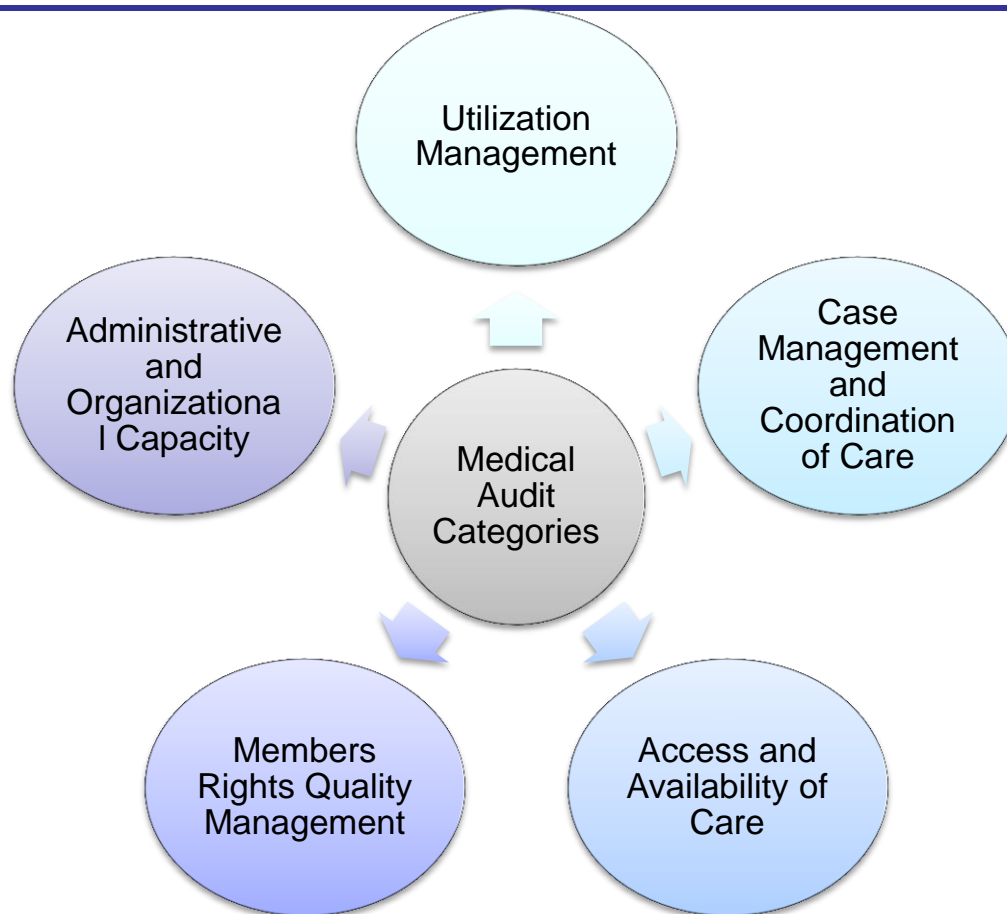 Utilization
Management
Case
Management
and
Coordination
of Care
Access and
Availability of
Care
Members
Rights Quality
Management
Administrative
and
Organizationa
l Capacity
Medical
Audit
Categories